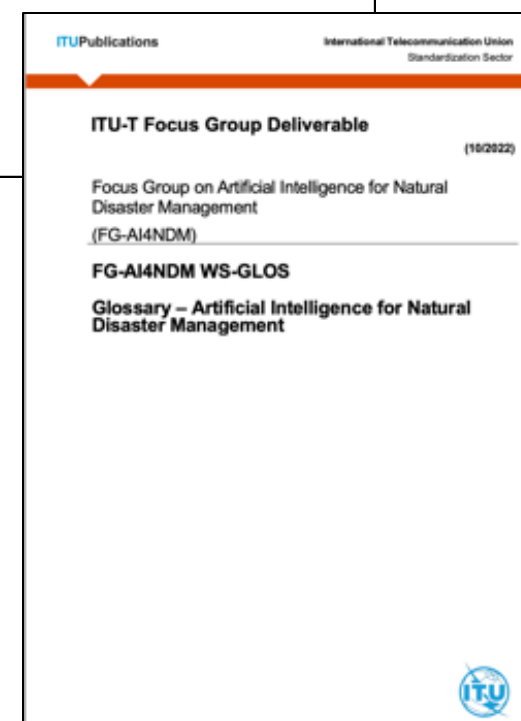 ITUPublications
International Telecommunication Union
Standardization Sector
ITU-T Focus Group Deliverable
(10/2022)
Focus Group on Artificial Intelligence for Natural
Disaster Management
(FG-AI4NDM)
FG-AI4NDM WS-GLOS
Glossary – Artificial Intelligence for Natural
Disaster Management
ITU